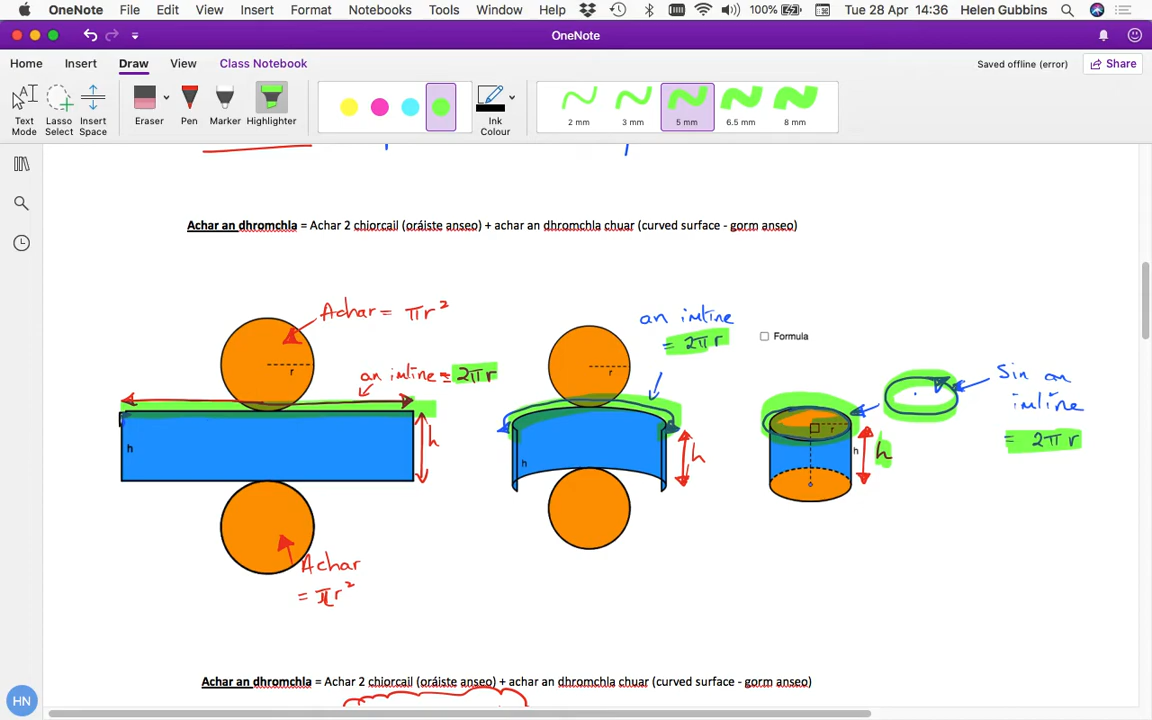 OneNote File Edit View Insert Format Notebooks Tools Window Help 100% Tue 28 Apr 14:36 Helen Gubbins
OneNote
Home Insert Draw View Class Notebook Saved offline (error) Share
Text Mode
Lasso Select
Insert Space
Eraser
Pen
Marker
Highlighter
Ink Colour
2 mm
3 mm
5 mm
6.5 mm
8 mm
Achar an dhromchla = Achar 2 chiorcail (oráiste anseo) + achar an dhromchla chuar (curved surface - gorm anseo)
Achar = πr²
an imlíne = 2πr
r
h
h
Achar
= πr²
an imlíne
= 2πr
r
h
h
Formula
r
h
h
Sin an
imlíne
= 2πr
Achar an dhromchla = Achar 2 chiorcail (oráiste anseo) + achar an dhromchla chuar (curved surface - gorm anseo)
HN